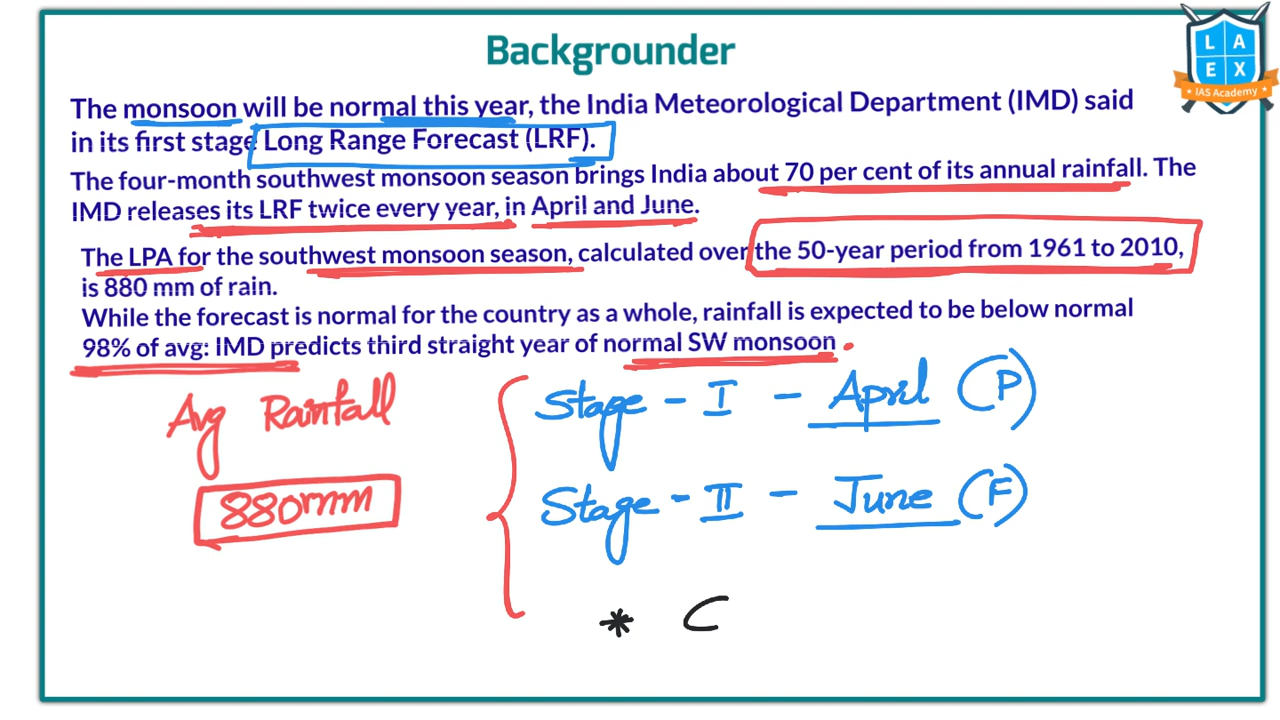 Backgrounder
L A
E X
IAS Academy
The monsoon will be normal this year, the India Meteorological Department (IMD) said
in its first stage Long Range Forecast (LRF).
The four-month southwest monsoon season brings India about 70 per cent of its annual rainfall. The
IMD releases its LRF twice every year, in April and June.
The LPA for the southwest monsoon season, calculated over the 50-year period from 1961 to 2010,
is 880 mm of rain.
While the forecast is normal for the country as a whole, rainfall is expected to be below normal
98% of avg: IMD predicts third straight year of normal SW monsoon
Avg Rainfall
880mm
Stage - I - April (P)
Stage - II - June (F)
* C